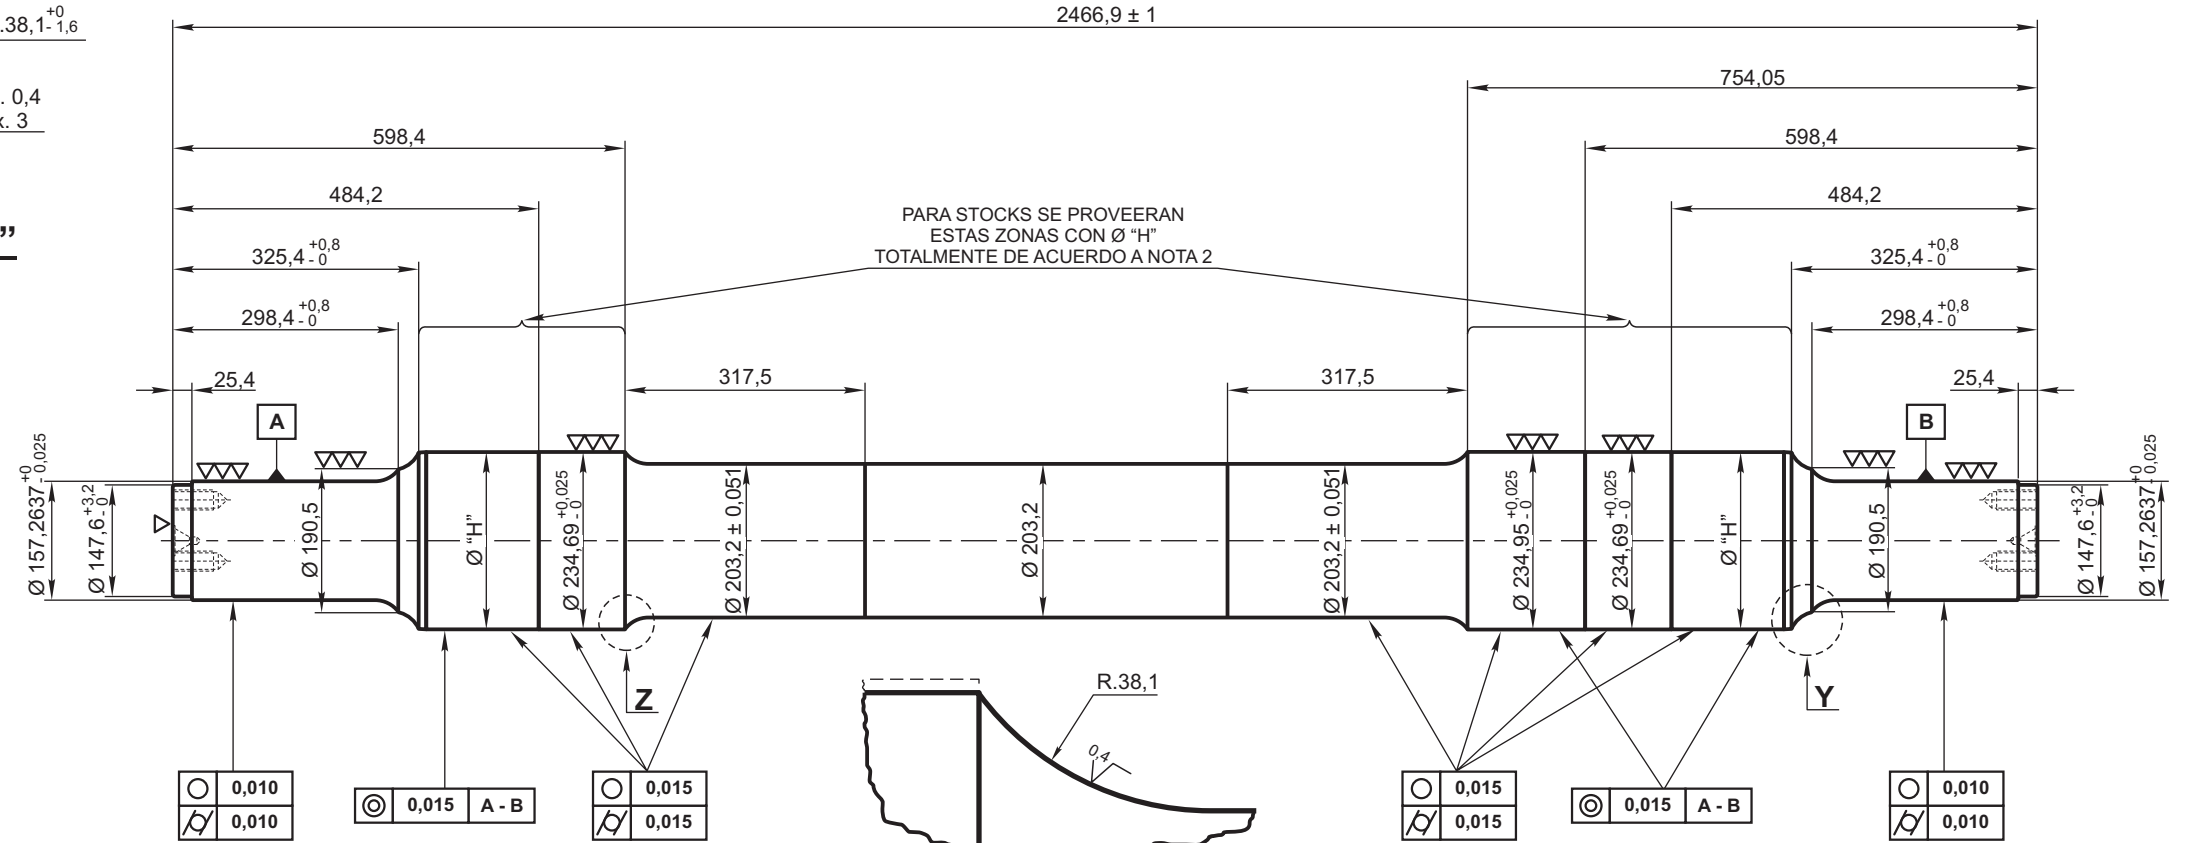 .38,1 +0 - 1,6
. 0,4
x. 3
”
2466,9 ± 1
754,05
598,4
598,4
484,2
484,2
325,4 +0,8 - 0
325,4 +0,8 - 0
298,4 +0,8 - 0
298,4 +0,8 - 0
PARA STOCKS SE PROVEERAN
ESTAS ZONAS CON Ø “H”
TOTALMENTE DE ACUERDO A NOTA 2
25,4
317,5
317,5
25,4
A
B
Ø 157,2637 +0 - 0,025
Ø 147,6 +3,2 - 0
Ø 190,5
Ø “H”
Ø 234,69 +0,025 - 0
Ø 203,2 ± 0,051
Ø 203,2
Ø 203,2 ± 0,051
Ø 234,95 +0,025 - 0
Ø 234,69 +0,025 - 0
Ø “H”
Ø 190,5
Ø 147,6 +3,2 - 0
Ø 157,2637 +0 - 0,025
Z
Y
R.38,1
0,4
0,010
0,010
0,015 A - B
0,015
0,015
0,015
0,015
0,015 A - B
0,010
0,010